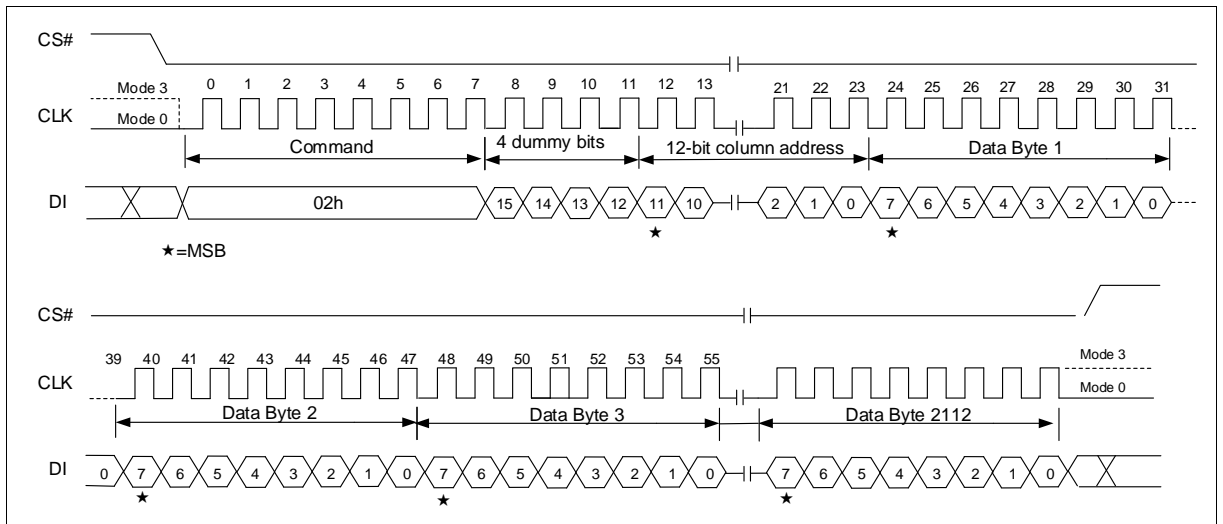 CS#
Mode 3 0 1 2 3 4 5 6 7 8 9 10 11 12 13 21 22 23 24 25 26 27 28 29 30 31
CLK
Mode 0
Command 4 dummy bits 12-bit column address Data Byte 1
DI 02h 15 14 13 12 11 10 2 1 0 7 6 5 4 3 2 1 0
★ ★
★=MSB
CS#
39 40 41 42 43 44 45 46 47 48 49 50 51 52 53 54 55 Mode 3
CLK Mode 0
Data Byte 2 Data Byte 3 Data Byte 2112
DI 0 7 6 5 4 3 2 1 0 7 6 5 4 3 2 1 0 7 6 5 4 3 2 1 0
★ ★ ★